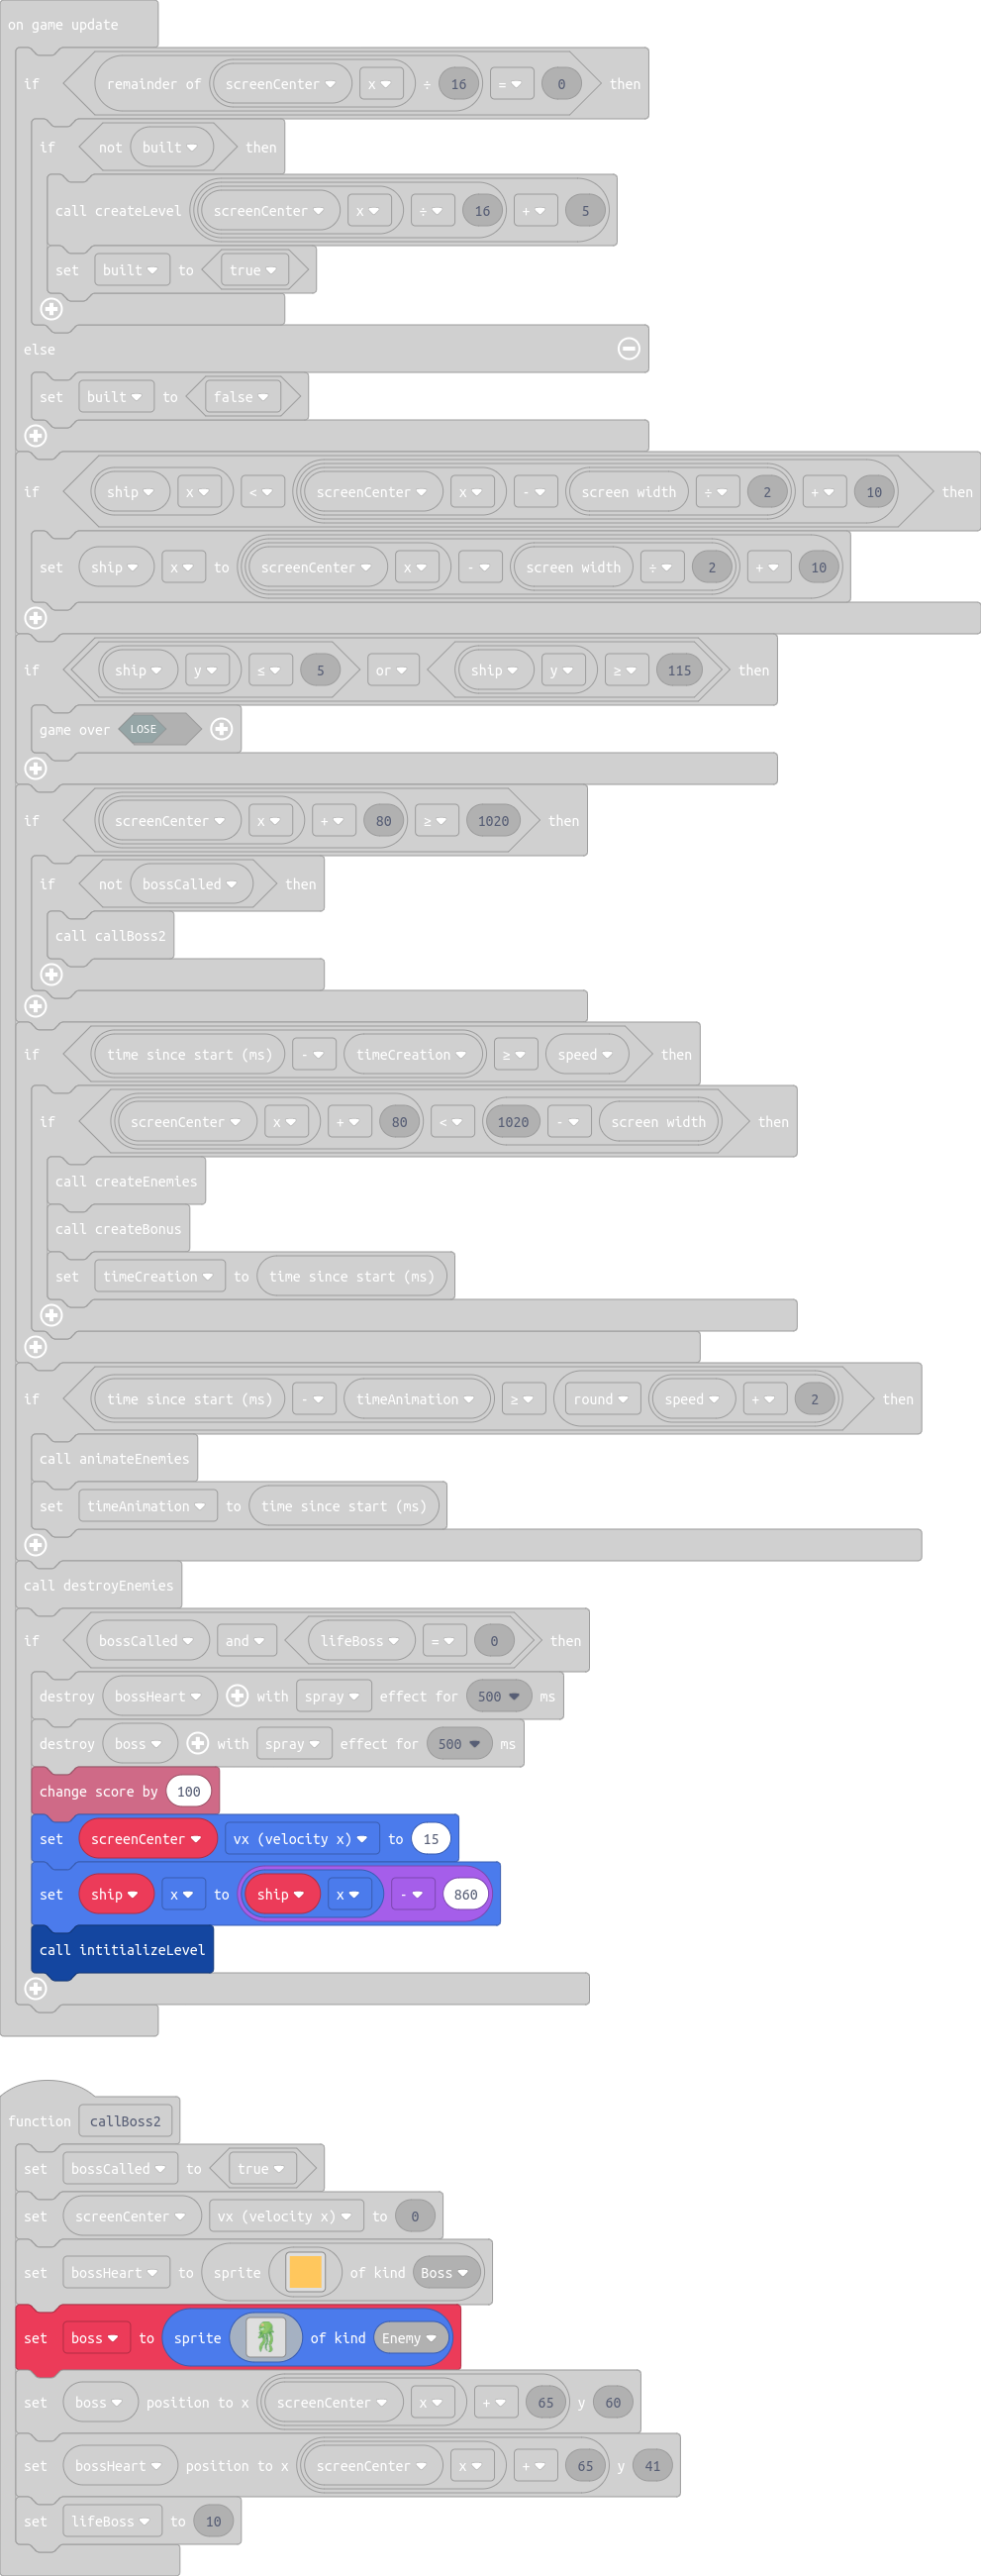 on game update
if remainder of screenCenter x ÷ 16 = 0 then
if not built then
call createLevel screenCenter x ÷ 16 + 5
set built to true
else
set built to false
if ship x < screenCenter x - screen width ÷ 2 + 10 then
set ship x to screenCenter x - screen width ÷ 2 + 10
if ship y ≤ 5 or ship y ≥ 115 then
game over LOSE
if screenCenter x + 80 ≥ 1020 then
if not bossCalled then
call callBoss2
if time since start (ms) - timeCreation ≥ speed then
if screenCenter x + 80 < 1020 - screen width then
call createEnemies
call createBonus
set timeCreation to time since start (ms)
if time since start (ms) - timeAnimation ≥ round speed + 2 then
call animateEnemies
set timeAnimation to time since start (ms)
call destroyEnemies
if bossCalled and lifeBoss = 0 then
destroy bossHeart with spray effect for 500 ms
destroy boss with spray effect for 500 ms
change score by 100
set screenCenter vx (velocity x) to 15
set ship x to ship x - 860
call intitializeLevel
function callBoss2
set bossCalled to true
set screenCenter vx (velocity x) to 0
set bossHeart to sprite of kind Boss
set boss to sprite of kind Enemy
set boss position to x screenCenter x + 65 y 60
set bossHeart position to x screenCenter x + 65 y 41
set lifeBoss to 10